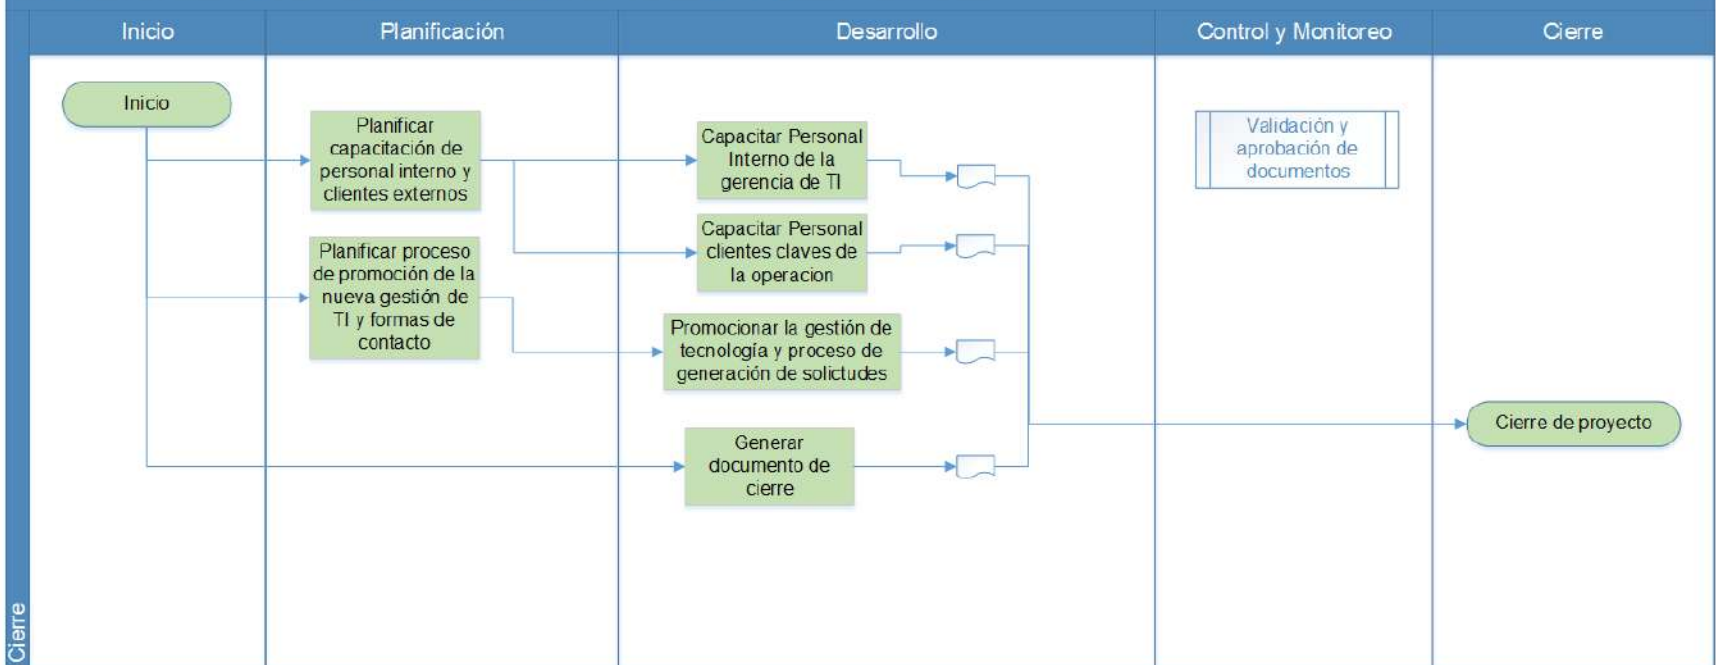 Inicio
Planificación
Desarrollo
Control y Monitoreo
Cierre
Inicio
Planificar
capacitación de
personal interno y
clientes externos
Planificar proceso
de promoción de la
nueva gestión de
TI y formas de
contacto
Capacitar Personal
Interno de la
gerencia de TI
Capacitar Personal
clientes claves de
la operacion
Promocionar la gestión de
tecnología y proceso de
generación de solictudes
Generar
documento de
cierre
Validación y
aprobación de
documentos
Cierre de proyecto
Cierre